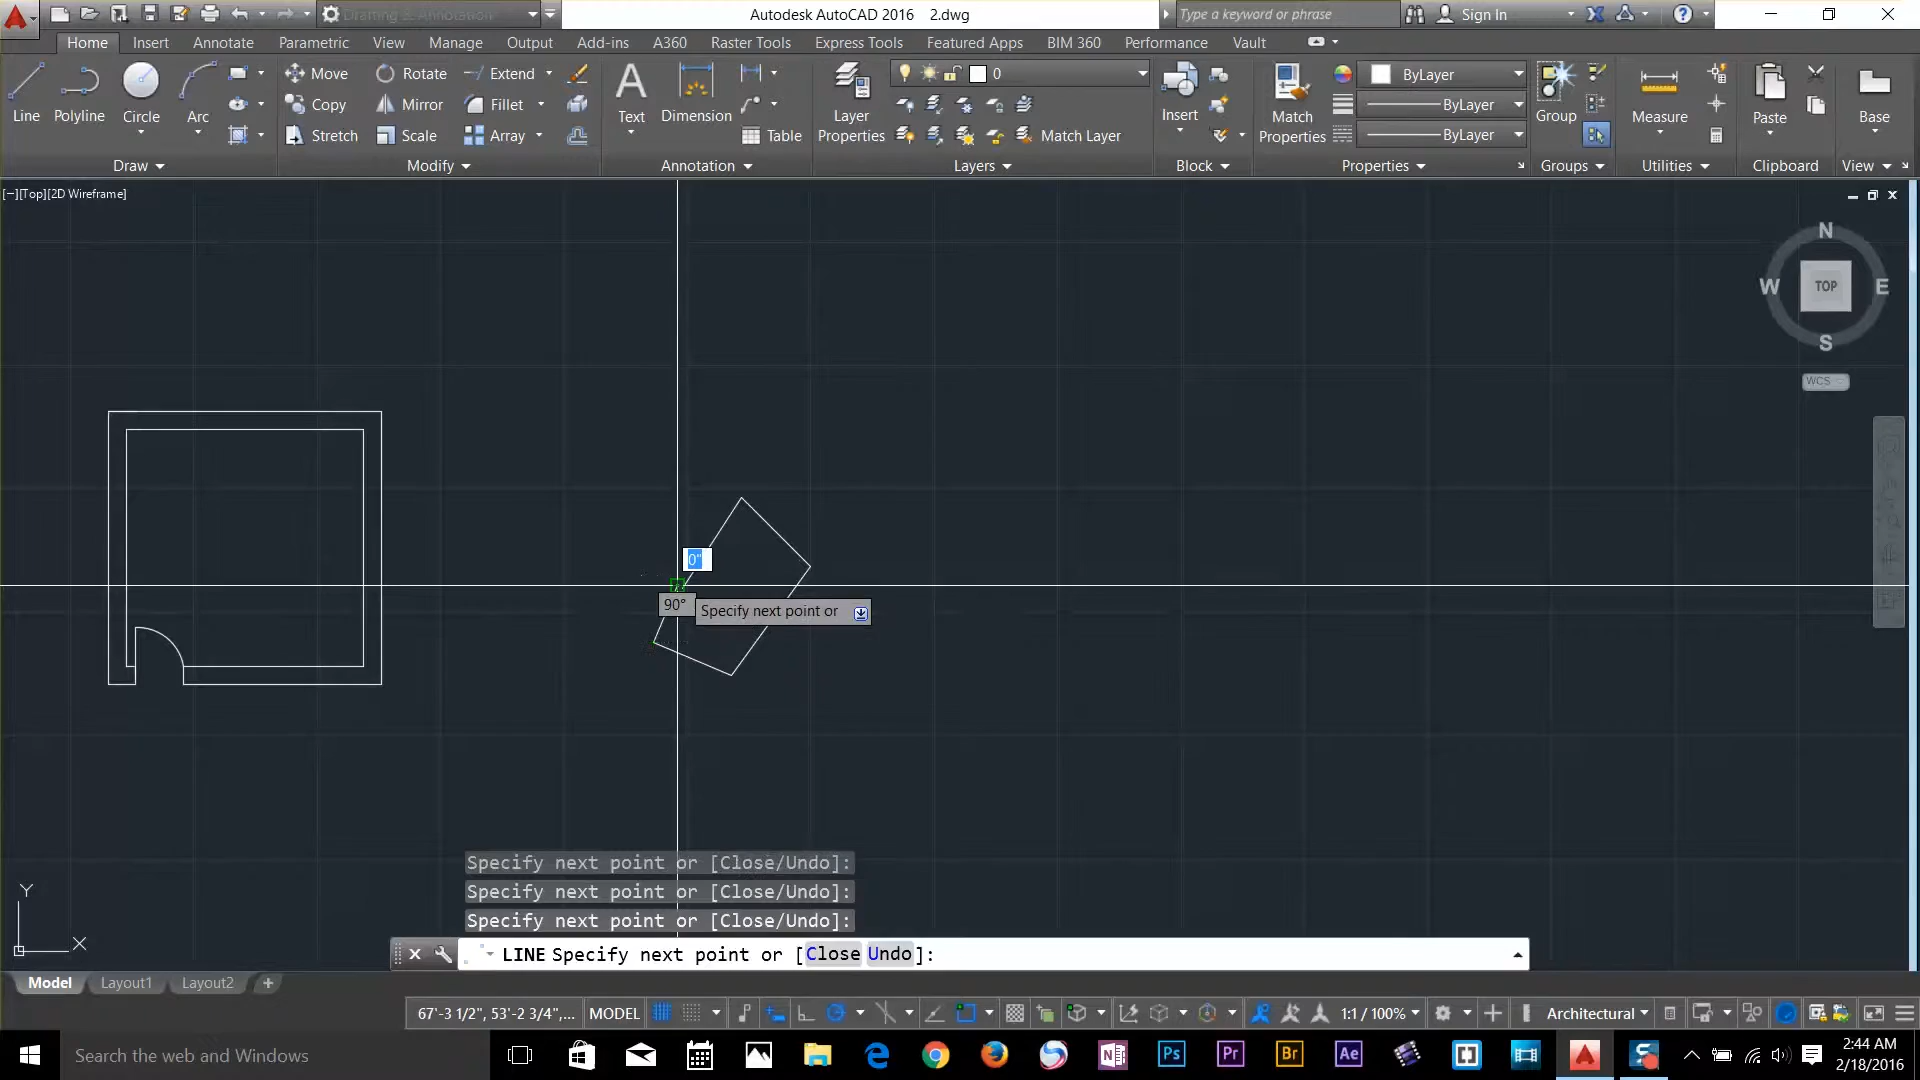 Drafting & Annotation
Autodesk AutoCAD 2016 2.dwg
Type a keyword or phrase
Sign In
Home Insert Annotate Parametric View Manage Output Add-ins A360 Raster Tools Express Tools Featured Apps BIM 360 Performance Vault
Line Polyline Circle Arc
Move Rotate Extend
Copy Mirror Fillet
Stretch Scale Array
Text Dimension Table
Layer Properties
0
Match Layer
Insert
Match Properties
ByLayer
ByLayer
ByLayer
Group
Measure
Paste
Base
Draw Modify Annotation Layers Block Properties Groups Utilities Clipboard View
[−][Top][2D Wireframe]
N
W TOP E
S
WCS
0"
90°
Specify next point or
Specify next point or [Close/Undo]:
Specify next point or [Close/Undo]:
Specify next point or [Close/Undo]:
LINE Specify next point or [Close Undo]:
Y
X
Model Layout1 Layout2 +
67'-3 1/2", 53'-2 3/4",...
MODEL
1:1 / 100%
Architectural
Search the web and Windows
N
Ps
Pr
Br
Ae
2:44 AM
2/18/2016